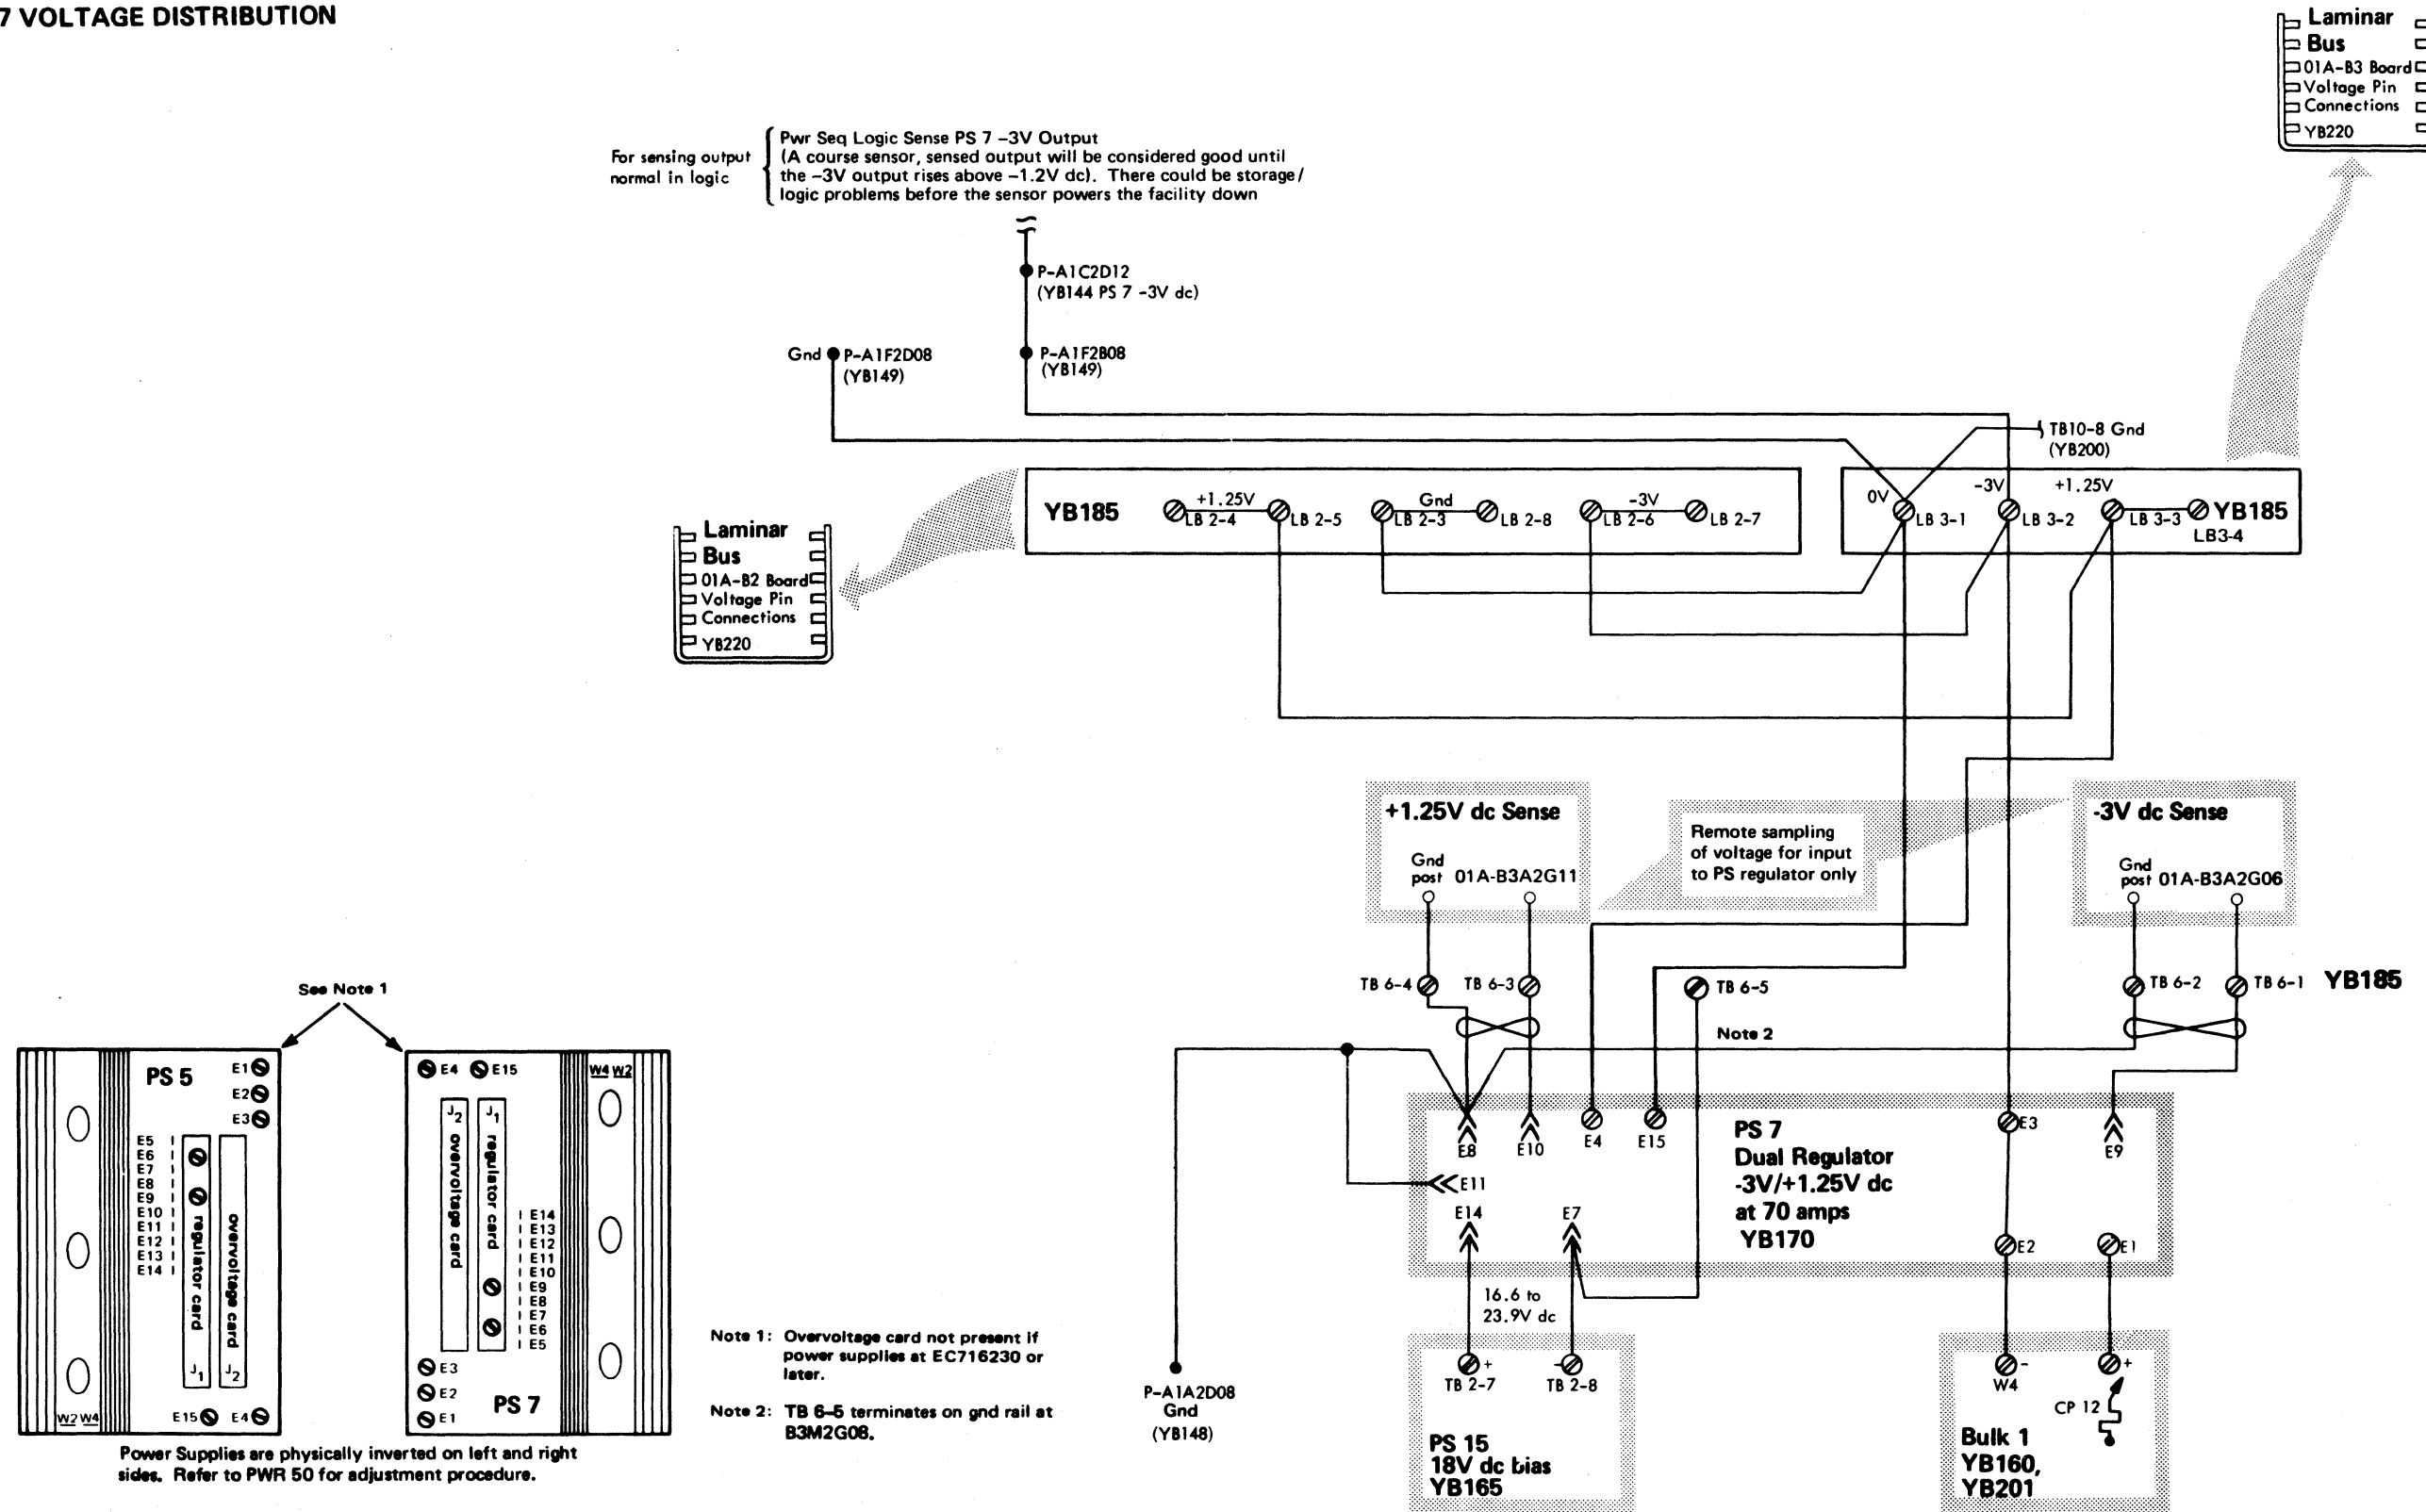 7 VOLTAGE DISTRIBUTION
Laminar
Bus
01A-B3 Board
Voltage Pin
Connections
YB220
For sensing output
normal in logic
Pwr Seq Logic Sense PS 7 -3V Output
(A course sensor, sensed output will be considered good until
the -3V output rises above -1.2V dc). There could be storage/
logic problems before the sensor powers the facility down
P-A1C2D12
(YB144 PS 7 -3V dc)
Gnd P-A1F2D08
(YB149)
P-A1F2B08
(YB149)
TB10-8 Gnd
(YB200)
YB185
+1.25V
LB 2-4
LB 2-5
Gnd
LB 2-3
LB 2-8
-3V
LB 2-6
LB 2-7
0V
LB 3-1
-3V
LB 3-2
+1.25V
LB 3-3
YB185
LB3-4
Laminar
Bus
01A-B2 Board
Voltage Pin
Connections
YB220
+1.25V dc Sense
Gnd
post 01A-B3A2G11
Remote sampling
of voltage for input
to PS regulator only
-3V dc Sense
Gnd
post 01A-B3A2G06
TB 6-4
TB 6-3
TB 6-5
TB 6-2
TB 6-1
YB185
Note 2
See Note 1
PS 5
E1
E2
E3
E5
E6
E7
E8
E9
E10
E11
E12
E13
E14
regulator card
overvoltage card
J1
J2
W2 W4
E15
E4
E4
E15
W4 W2
J2
J1
overvoltage card
regulator card
E14
E13
E12
E11
E10
E9
E8
E7
E6
E5
E3
E2
E1
PS 7
Power Supplies are physically inverted on left and right
sides. Refer to PWR 50 for adjustment procedure.
Note 1: Overvoltage card not present if
power supplies at EC716230 or
later.
Note 2: TB 6-5 terminates on gnd rail at
B3M2G08.
P-A1A2D08
Gnd
(YB148)
E8
E10
E4
E15
E3
E9
E11
E14
E7
E2
E1
PS 7
Dual Regulator
-3V/+1.25V dc
at 70 amps
YB170
16.6 to
23.9V dc
+
TB 2-7
-
TB 2-8
PS 15
18V dc bias
YB165
-
W4
+
CP 12
Bulk 1
YB160,
YB201